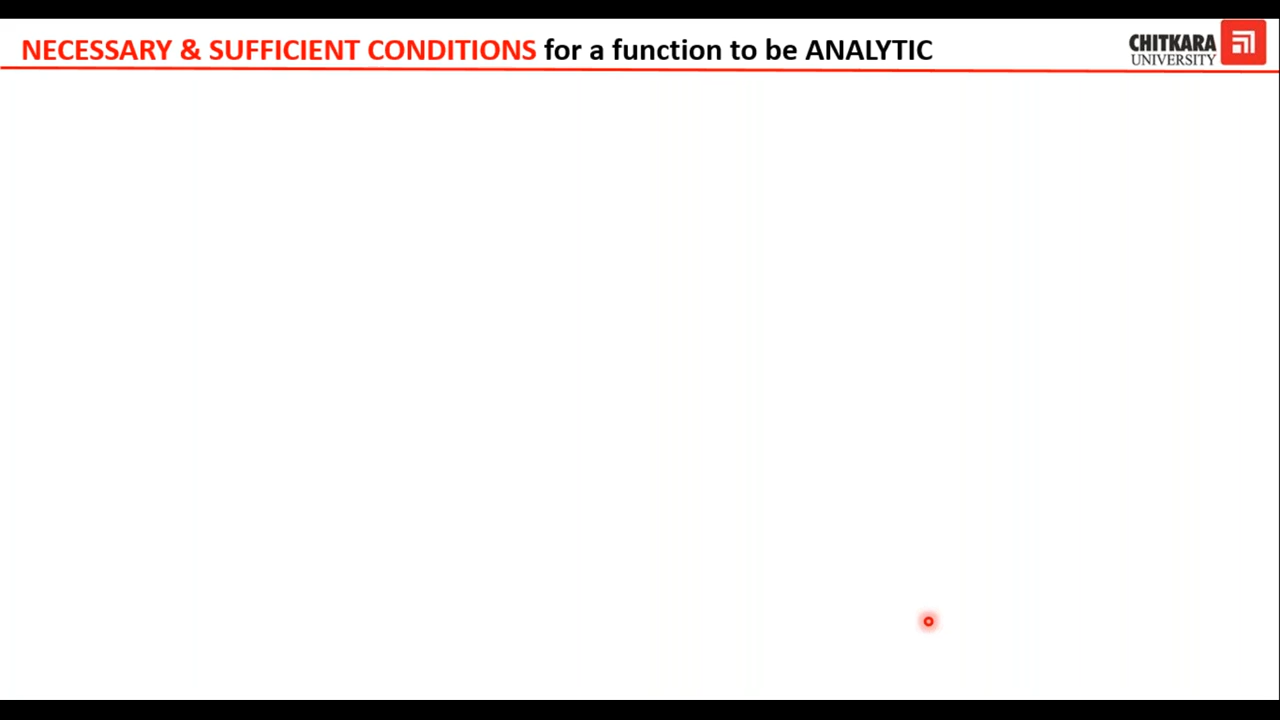 NECESSARY & SUFFICIENT CONDITIONS for a function to be ANALYTIC
CHITKARA
UNIVERSITY